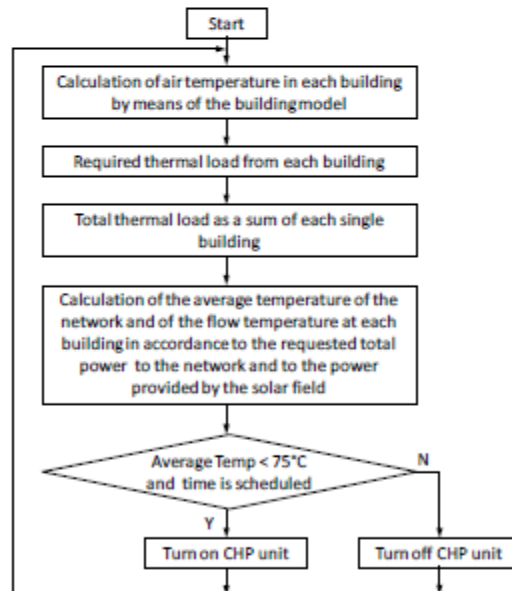 Start
Calculation of air temperature in each building
by means of the building model
Required thermal load from each building
Total thermal load as a sum of each single
building
Calculation of the average temperature of the
network and of the flow temperature at each
building in accordance to the requested total
power to the network and to the power
provided by the solar field
Average Temp < 75°C
and time is scheduled
N
Y
Turn on CHP unit
Turn off CHP unit